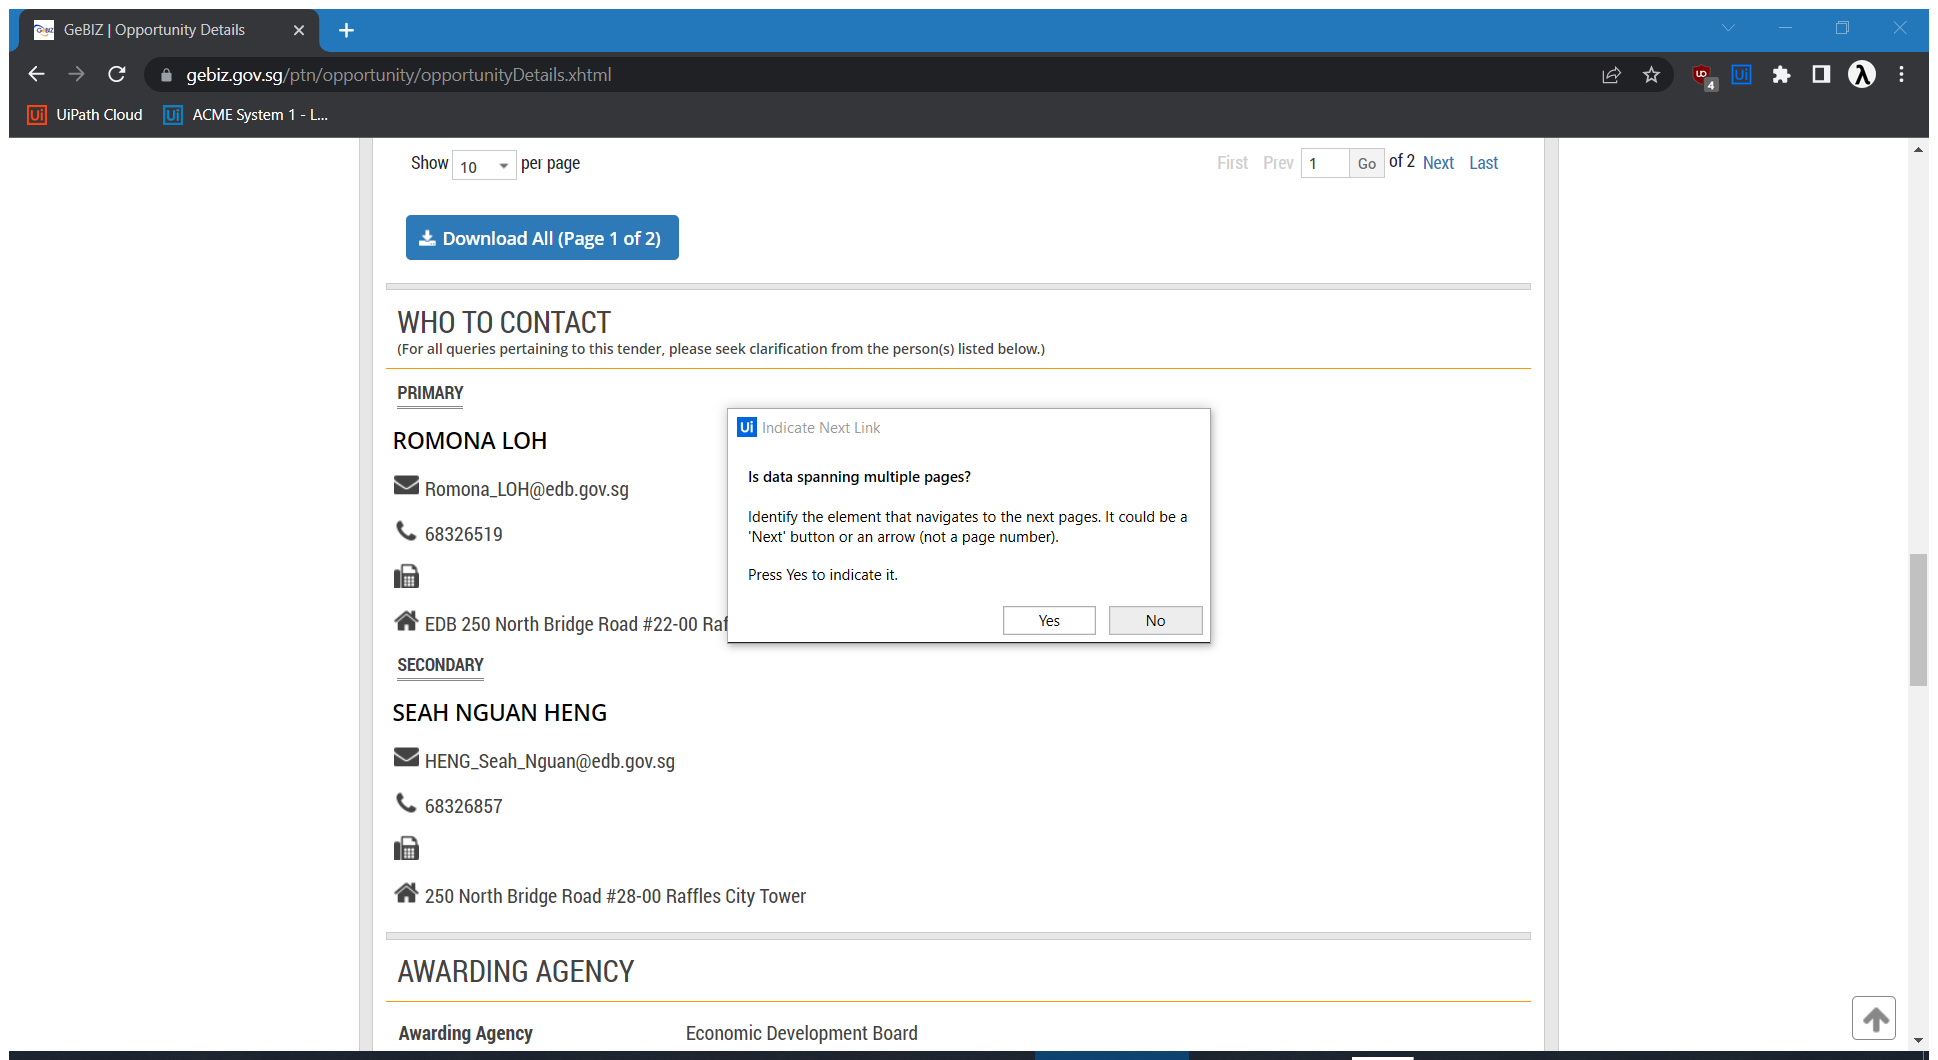 GeBIZ | Opportunity Details
gebiz.gov.sg/ptn/opportunity/opportunityDetails.xhtml
UD
4
Ui
λ
Ui UiPath Cloud Ui ACME System 1 - L...
Show 10 per page
First Prev 1 Go of 2 Next Last
Download All (Page 1 of 2)
WHO TO CONTACT
(For all queries pertaining to this tender, please seek clarification from the person(s) listed below.)
PRIMARY
ROMONA LOH
Romona_LOH@edb.gov.sg
68326519
EDB 250 North Bridge Road #22-00 Raf
Ui Indicate Next Link
Is data spanning multiple pages?
Identify the element that navigates to the next pages. It could be a
'Next' button or an arrow (not a page number).
Press Yes to indicate it.
Yes No
SECONDARY
SEAH NGUAN HENG
HENG_Seah_Nguan@edb.gov.sg
68326857
250 North Bridge Road #28-00 Raffles City Tower
AWARDING AGENCY
Awarding Agency Economic Development Board